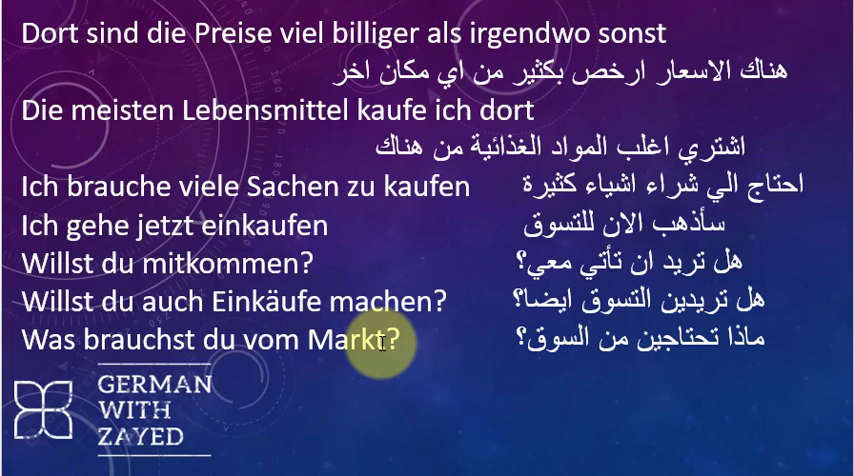 Dort sind die Preise viel billiger als irgendwo sonst
هناك الاسعار ارخص بكثير من اي مكان اخر
Die meisten Lebensmittel kaufe ich dort
اشتري اغلب المواد الغذائية من هناك
Ich brauche viele Sachen zu kaufen احتاج الي شراء اشياء كثيرة
Ich gehe jetzt einkaufen سأذهب الان للتسوق
Willst du mitkommen? هل تريد ان تأتي معي؟
Willst du auch Einkäufe machen? هل تريدين التسوق ايضا؟
Was brauchst du vom Markt? ماذا تحتاجين من السوق؟
GERMAN
WITH
ZAYED